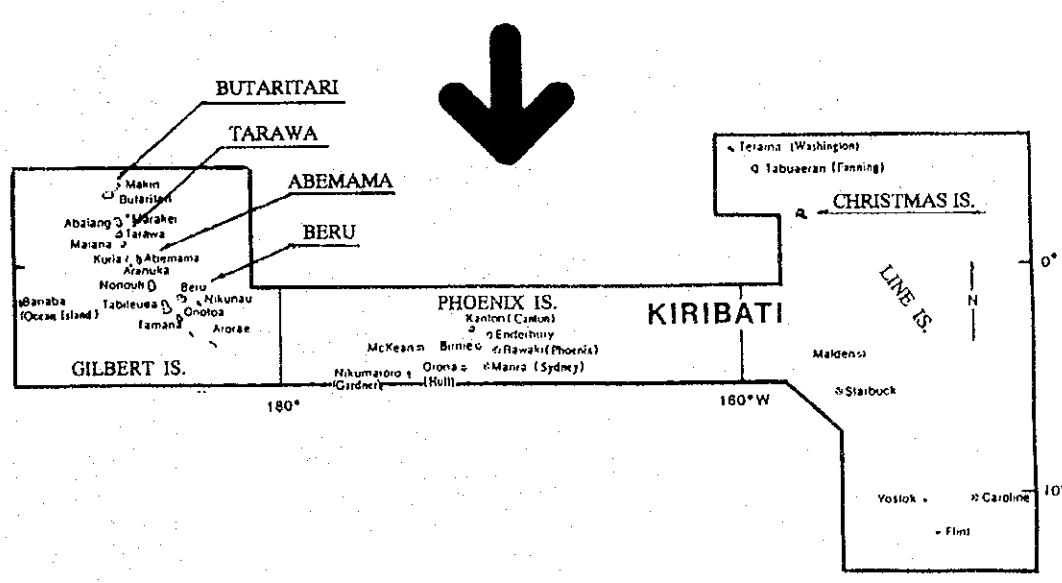 BUTARITARI
TARAWA
ABEMAMA
BERU
Makin
Butaritari
Abaiang
Marakei
Tarawa
Maiana
Kuria
Abemama
Aranuka
Nonouti
Beru
Nikunau
Banaba
(Ocean Island)
Tabiteuea
Onotoa
Tamana
Arorae
GILBERT IS.
180°
PHOENIX IS.
Kanton (Canton)
Enderbury
McKean
Birnie
Rawaki (Phoenix)
Nikumaroro
(Gardner)
Orona
(Hull)
Manra (Sydney)
KIRIBATI
160° W
Teraina (Washington)
Tabuaeran (Fanning)
CHRISTMAS IS.
0°
LINE IS.
N
Malden
Starbuck
Vostok
Caroline
10°
Flint